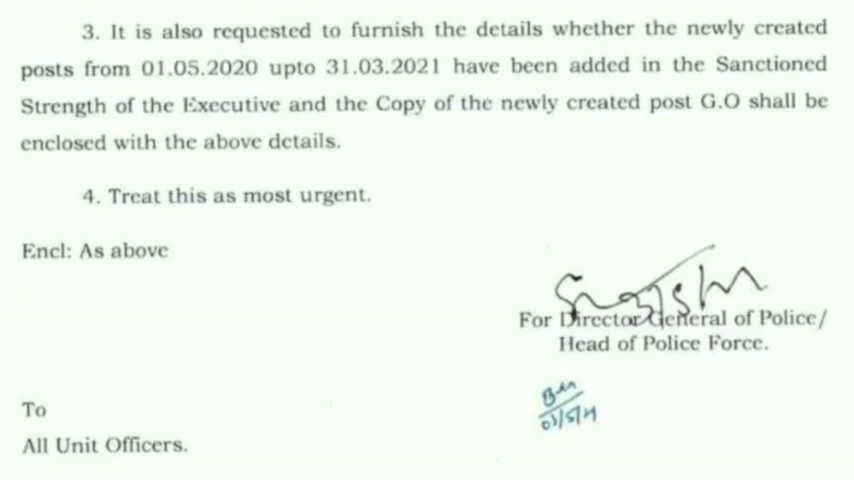 3. It is also requested to furnish the details whether the newly created
posts from 01.05.2020 upto 31.03.2021 have been added in the Sanctioned
Strength of the Executive and the Copy of the newly created post G.O shall be
enclosed with the above details.
4. Treat this as most urgent.
Encl: As above
For Director General of Police/
Head of Police Force.
To
All Unit Officers.